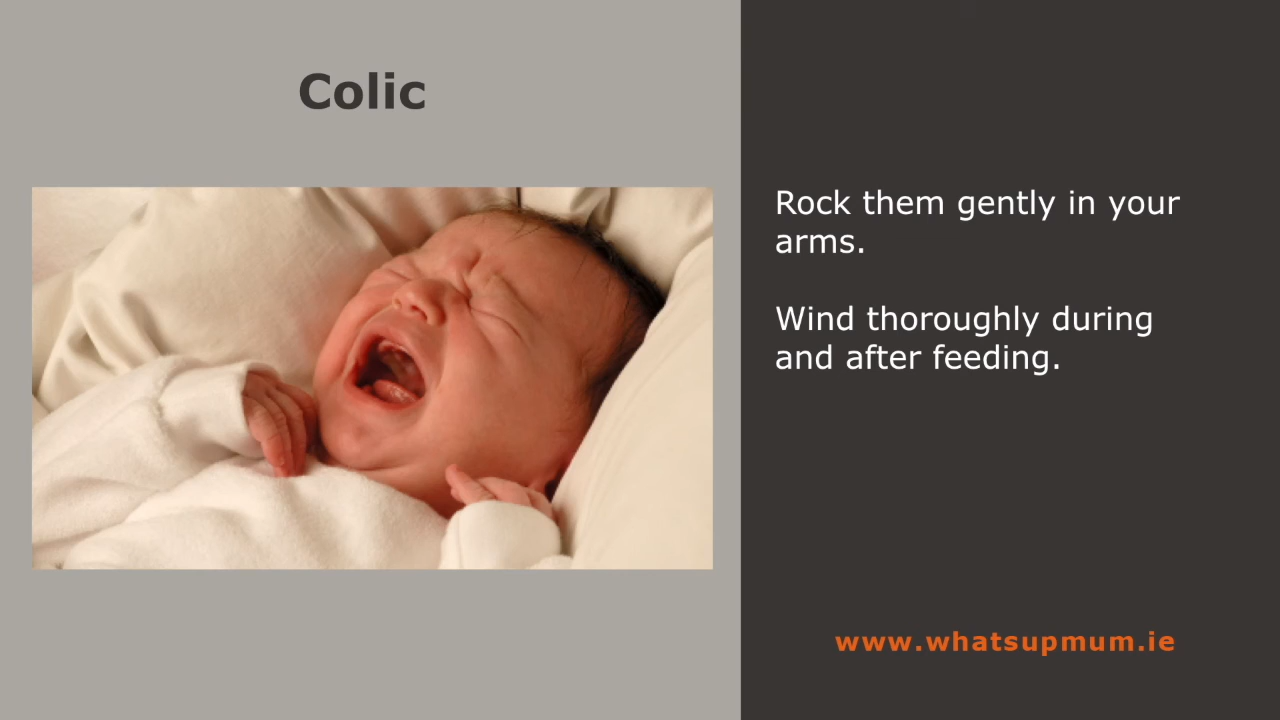 Colic
Rock them gently in your
arms.
Wind thoroughly during
and after feeding.
www.whatsupmum.ie